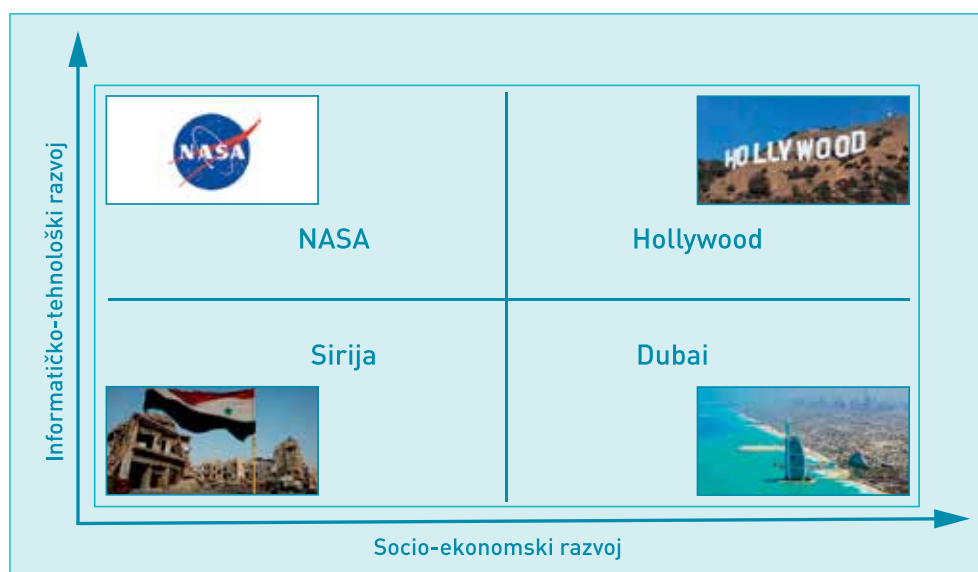 Informatičko-tehnološki razvoj
NASA
HOLLYWOOD
NASA
Hollywood
Sirija
Dubai
Socio-ekonomski razvoj